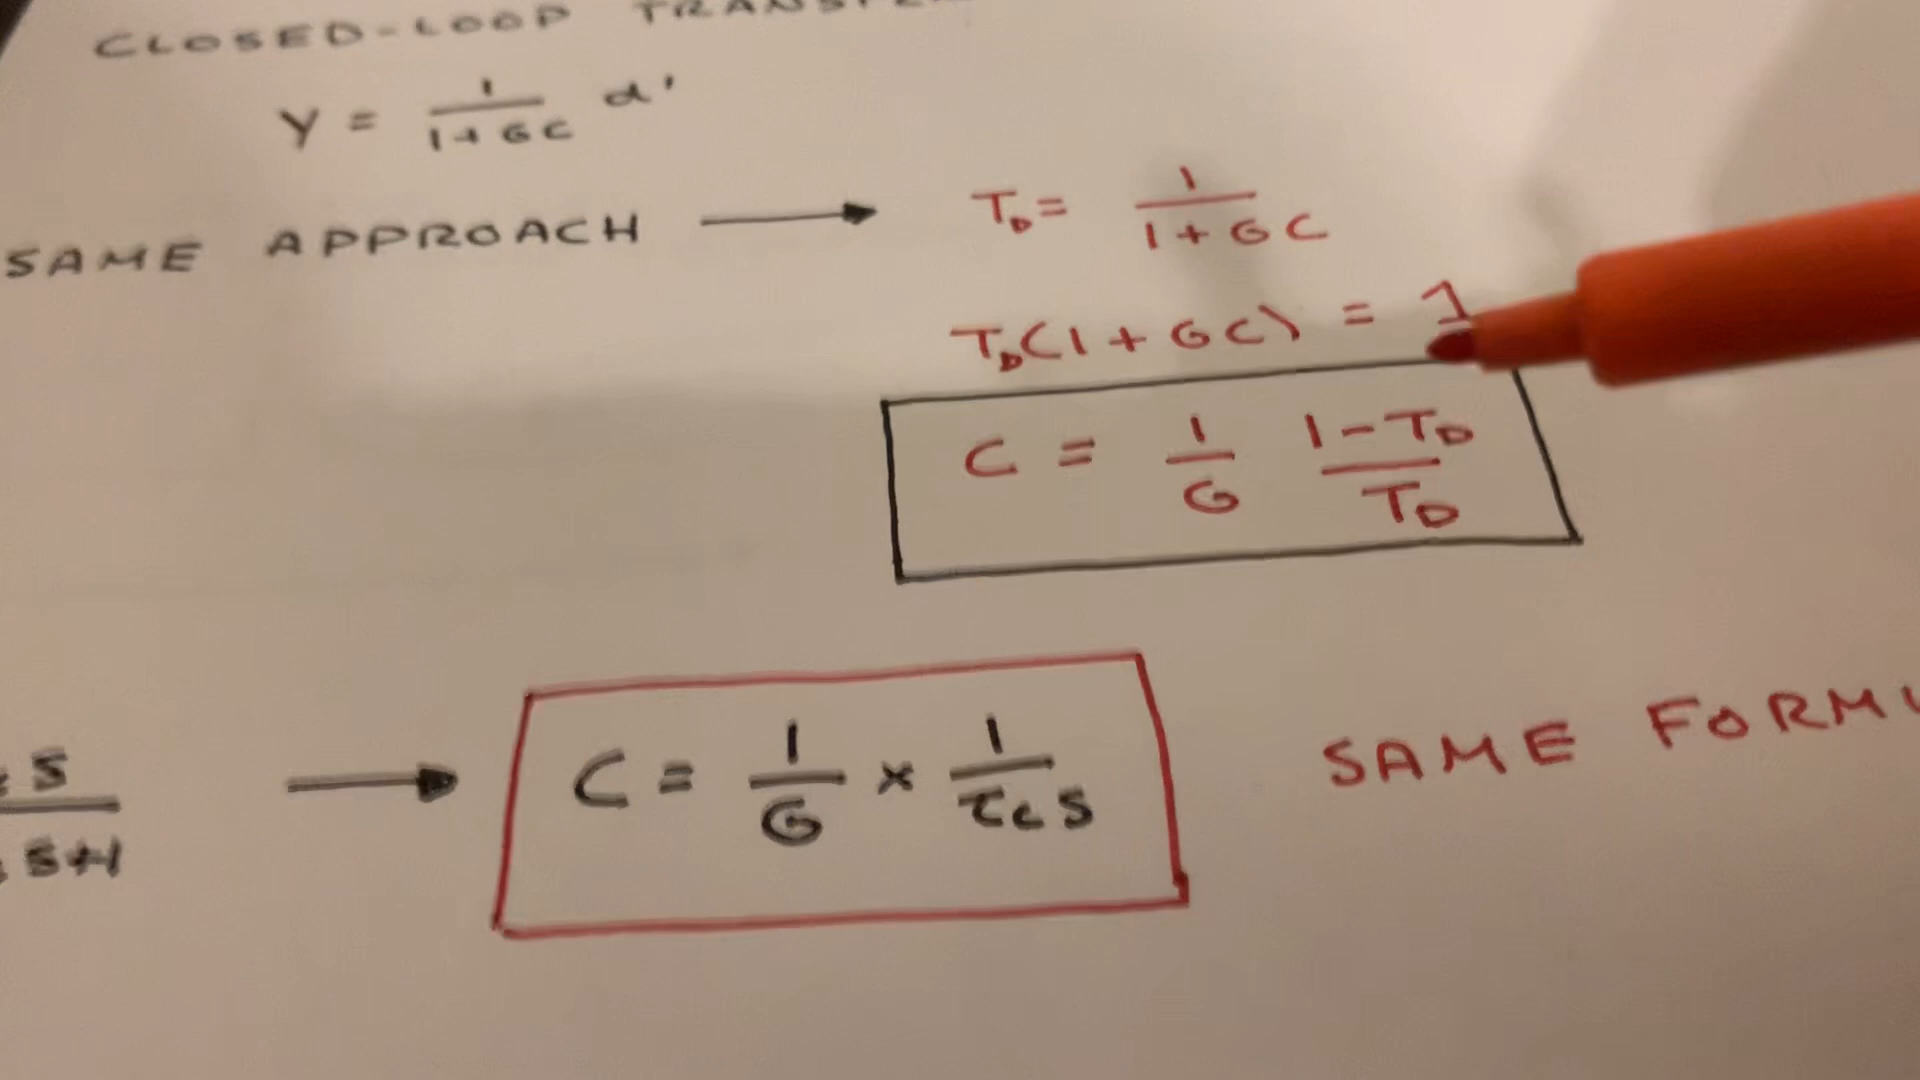 CLOSED-LOOP
Y = 1/(1+GC) d'
SAME APPROACH → T_D = 1/(1+GC)
T_D(1+GC) = 1
C = 1/G (1-T_D)/T_D
S/S+1 → C = 1/G × 1/(τ_c S)
SAME